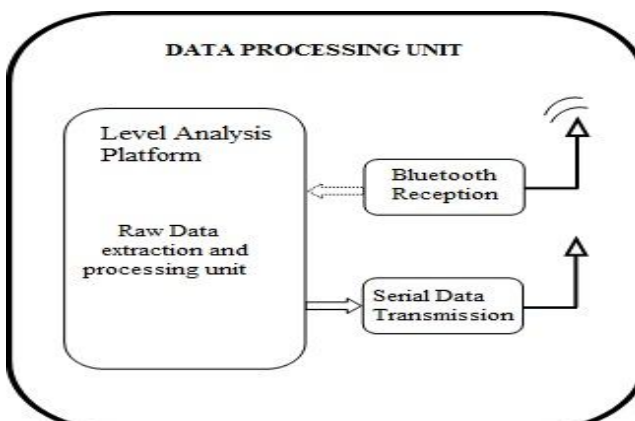 DATA PROCESSING UNIT
Level Analysis
Platform
Raw Data
extraction and
processing unit
Bluetooth
Reception
Serial Data
Transmission